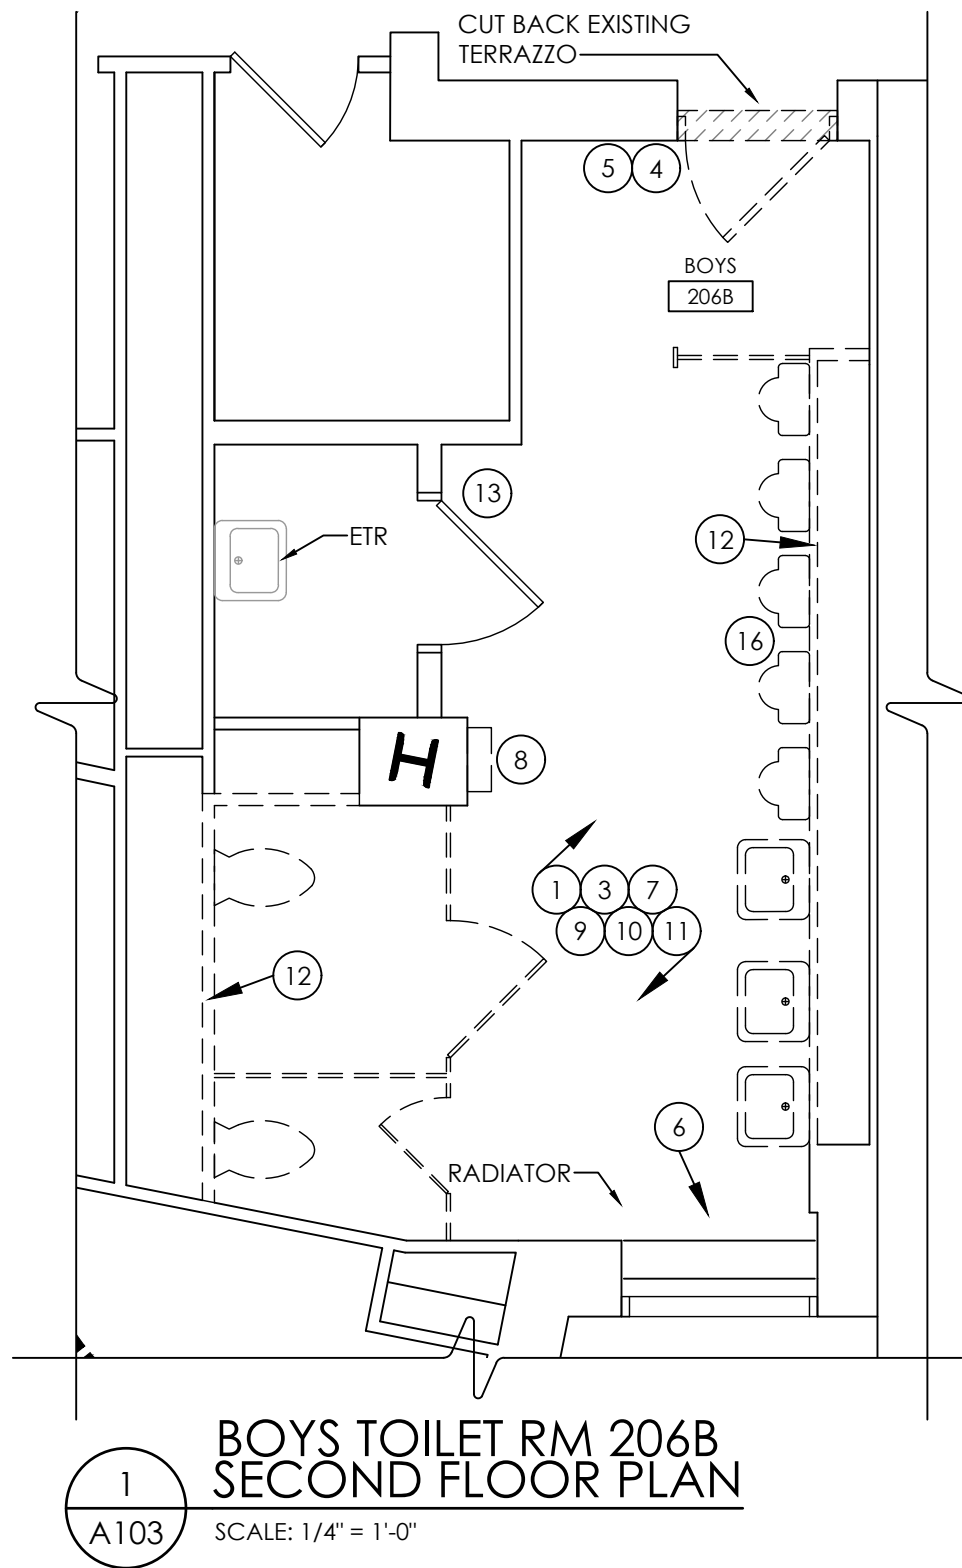 CUT BACK EXISTING
TERRAZZO
5 4
BOYS
206B
13
ETR
12
16
H
8
1 3 7
9 10 11
12
6
RADIATOR
BOYS TOILET RM 206B
SECOND FLOOR PLAN
1
A103
SCALE: 1/4" = 1'-0"